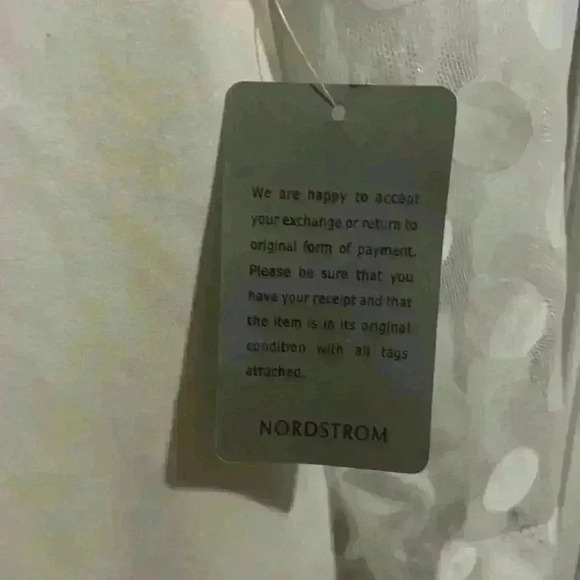 We are happy to accept
your exchange or return to
original form of payment.
Please be sure that you
have your receipt and that
the item is in its original
condition with all tags
attached.
NORDSTROM